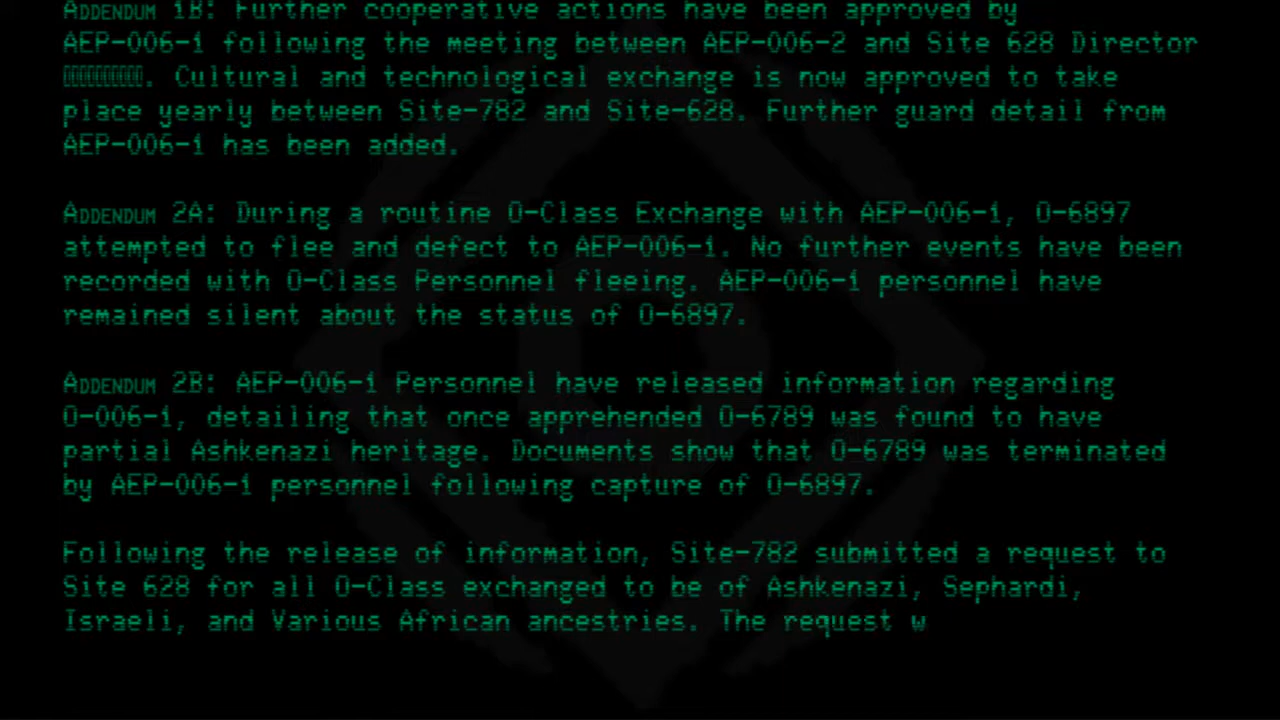 ADDENDUM 1B: Further cooperative actions have been approved by
AEP-006-1 following the meeting between AEP-006-2 and Site 628 Director
▯▯▯▯▯▯▯▯▯▯. Cultural and technological exchange is now approved to take
place yearly between Site-782 and Site-628. Further guard detail from
AEP-006-1 has been added.
ADDENDUM 2A: During a routine O-Class Exchange with AEP-006-1, O-6897
attempted to flee and defect to AEP-006-1. No further events have been
recorded with O-Class Personnel fleeing. AEP-006-1 personnel have
remained silent about the status of O-6897.
ADDENDUM 2B: AEP-006-1 Personnel have released information regarding
O-006-1, detailing that once apprehended O-6789 was found to have
partial Ashkenazi heritage. Documents show that O-6789 was terminated
by AEP-006-1 personnel following capture of O-6897.
Following the release of information, Site-782 submitted a request to
Site 628 for all O-Class exchanged to be of Ashkenazi, Sephardi,
Israeli, and Various African ancestries. The request w